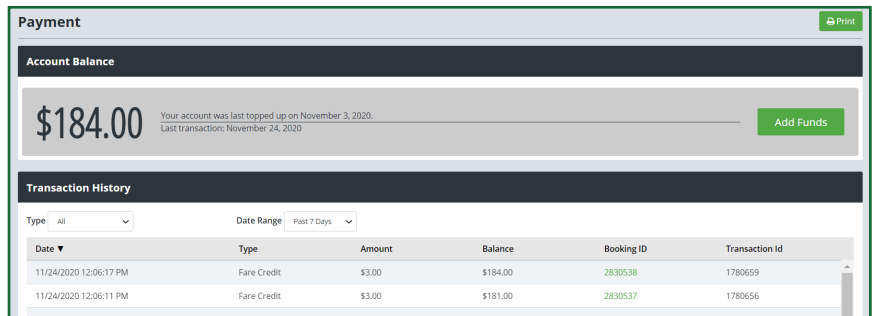 Payment
Print
Account Balance
$184.00
Your account was last topped up on November 3, 2020.
Last transaction: November 24, 2020
Add Funds
Transaction History
Type All Date Range Past 7 Days
Date ▼ Type Amount Balance Booking ID Transaction Id
11/24/2020 12:06:17 PM Fare Credit $3.00 $184.00 2830538 1780659
11/24/2020 12:06:11 PM Fare Credit $3.00 $181.00 2830537 1780656